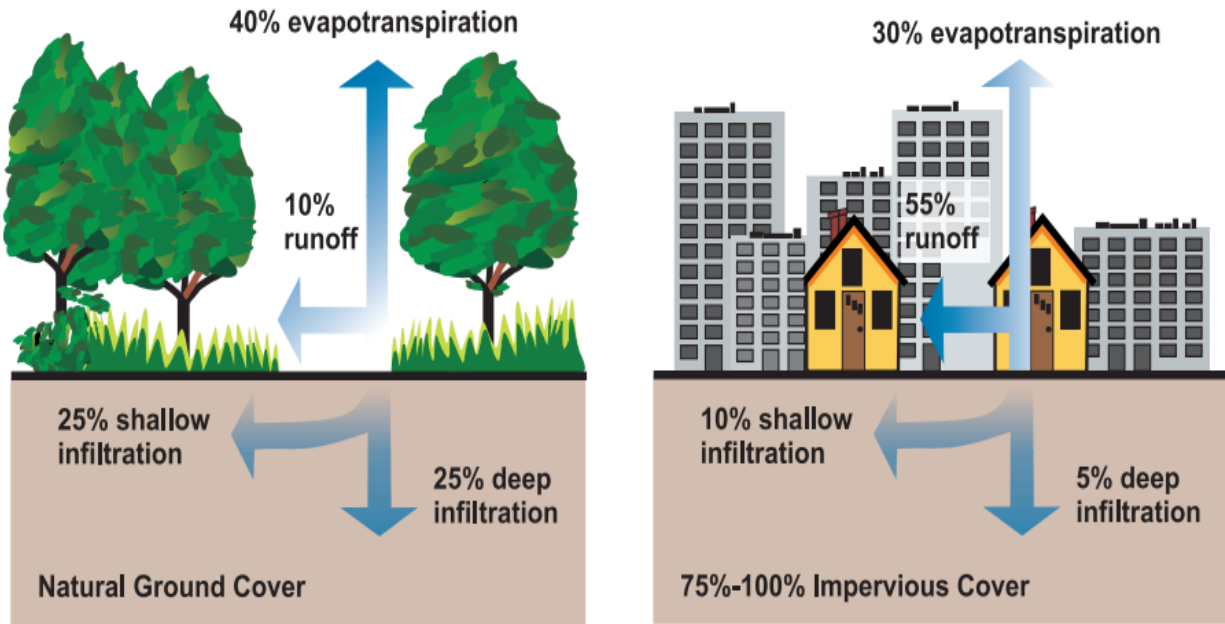 40% evapotranspiration
10%
runoff
25% shallow
infiltration
25% deep
infiltration
Natural Ground Cover
30% evapotranspiration
55%
runoff
10% shallow
infiltration
5% deep
infiltration
75%-100% Impervious Cover